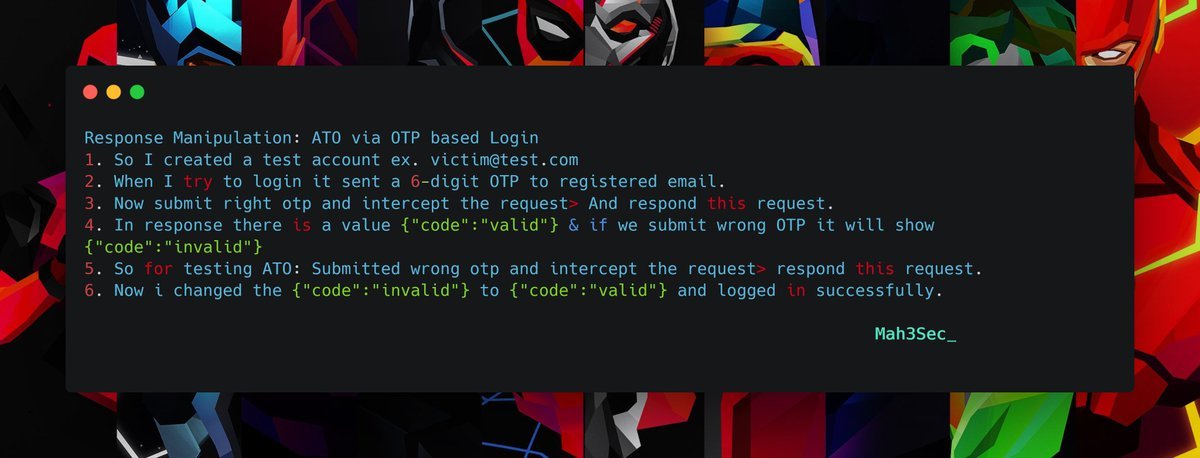 Response Manipulation: ATO via OTP based Login
1. So I created a test account ex. victim@test.com
2. When I try to login it sent a 6-digit OTP to registered email.
3. Now submit right otp and intercept the request> And respond this request.
4. In response there is a value {"code":"valid"} & if we submit wrong OTP it will show
{"code":"invalid"}
5. So for testing ATO: Submitted wrong otp and intercept the request> respond this request.
6. Now i changed the {"code":"invalid"} to {"code":"valid"} and logged in successfully.
Mah3Sec_